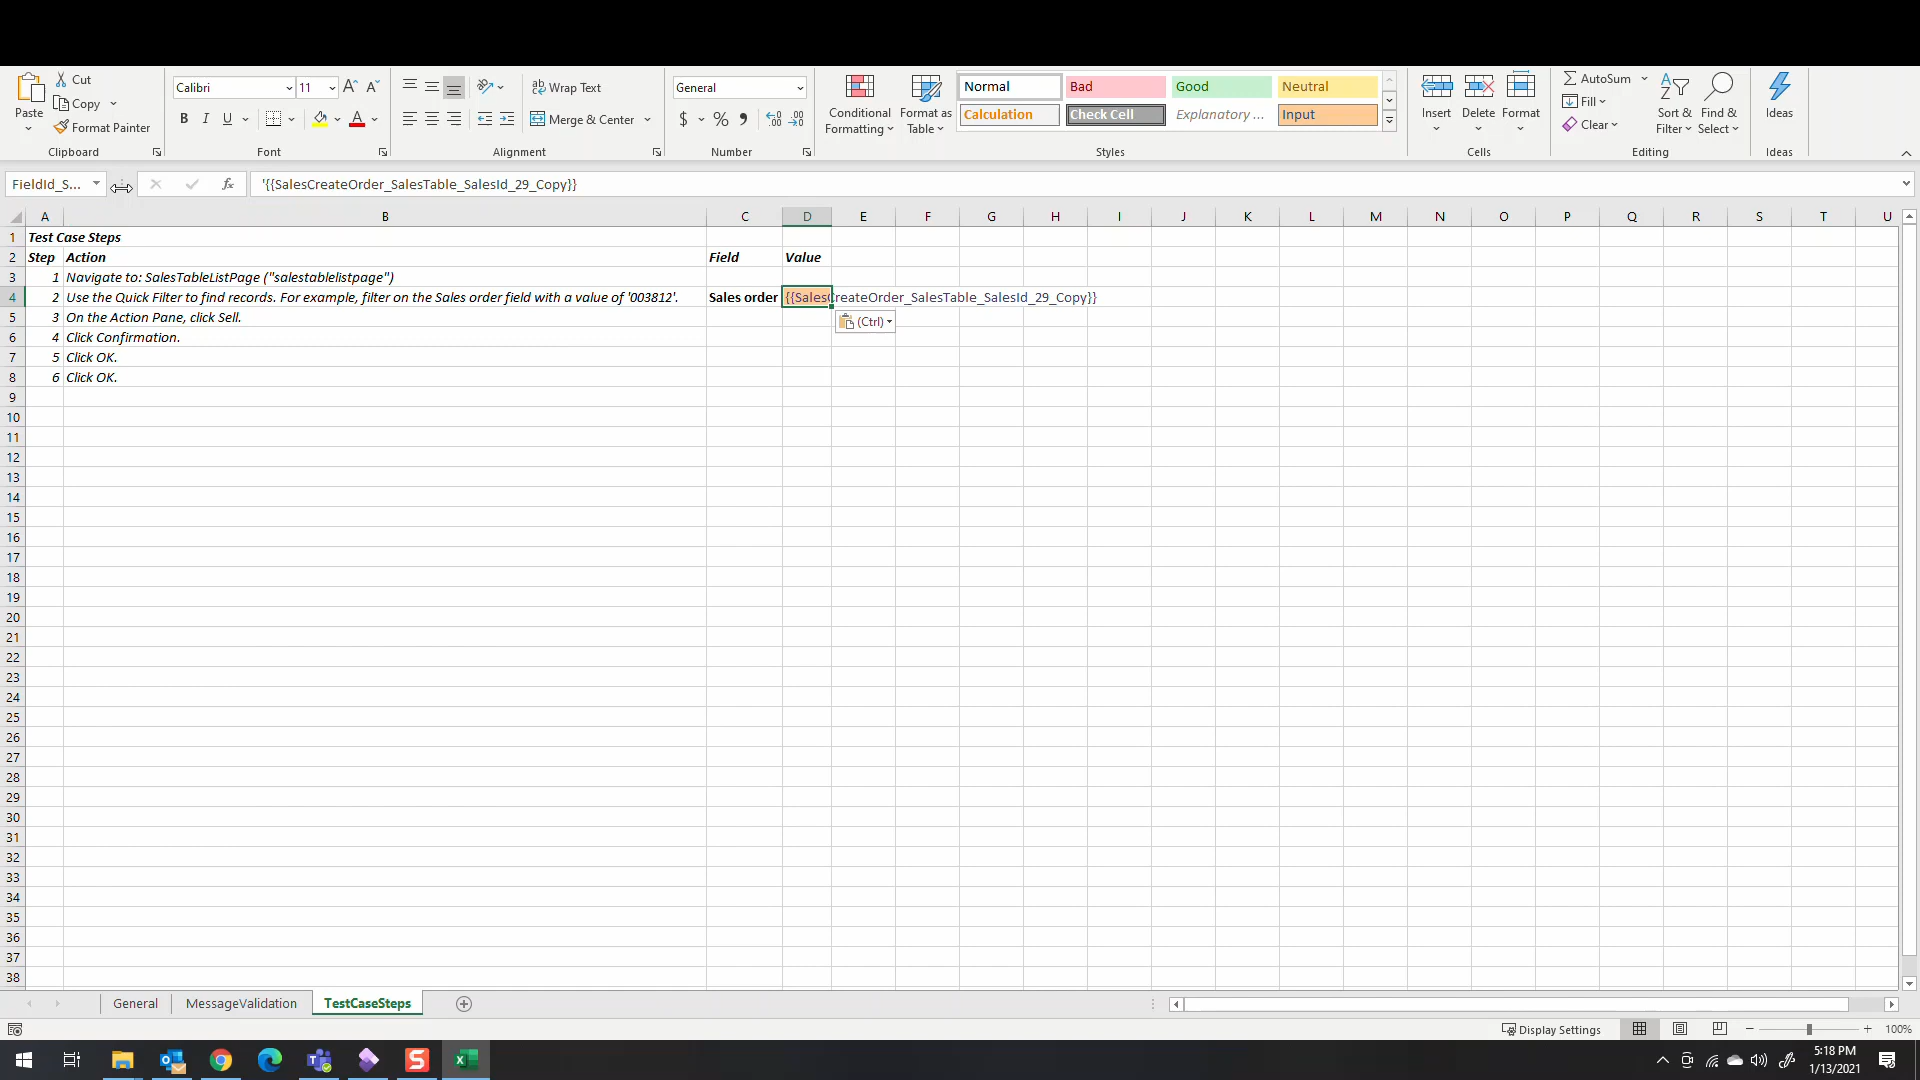 Cut
Copy
Format Painter
Paste
Clipboard
Calibri
11
B I U
Font
Wrap Text
Merge & Center
Alignment
General
$ % 9
Number
Conditional Formatting
Format as Table
Normal Bad Good Neutral
Calculation Check Cell Explanatory ... Input
Styles
Insert Delete Format
Cells
AutoSum
Fill
Clear
Sort & Filter
Find & Select
Editing
Ideas
Ideas
FieldId_S... fx '{{SalesCreateOrder_SalesTable_SalesId_29_Copy}}
A B C D E F G H I J K L M N O P Q R S T U
1 Test Case Steps
2 Step Action Field Value
3 1 Navigate to: SalesTableListPage ("salestablelistpage")
4 2 Use the Quick Filter to find records. For example, filter on the Sales order field with a value of '003812'. Sales order {{SalesCreateOrder_SalesTable_SalesId_29_Copy}}
5 3 On the Action Pane, click Sell. (Ctrl)
6 4 Click Confirmation.
7 5 Click OK.
8 6 Click OK.
9
10
11
12
13
14
15
16
17
18
19
20
21
22
23
24
25
26
27
28
29
30
31
32
33
34
35
36
37
38
General MessageValidation TestCaseSteps
Display Settings 100%
5:18 PM
1/13/2021